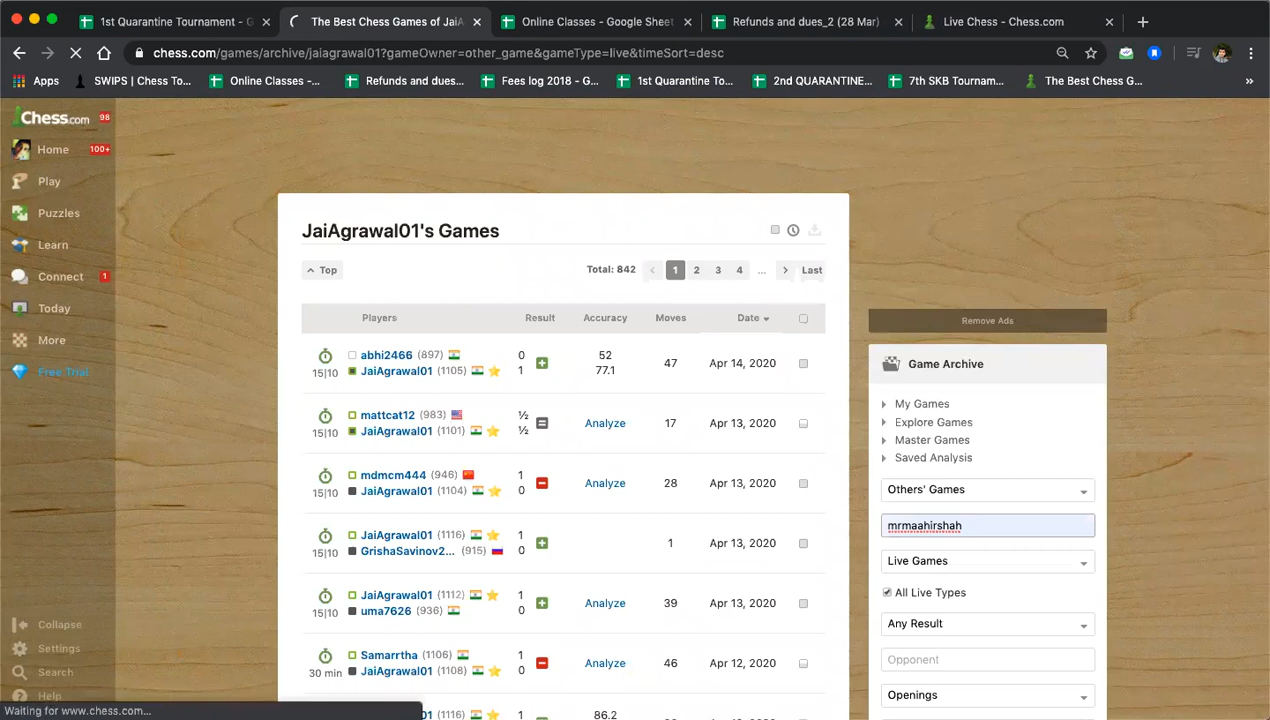 1st Quarantine Tournament - G
The Best Chess Games of JaiA
Online Classes - Google Sheet
Refunds and dues_2 (28 Mar)
Live Chess - Chess.com
chess.com/games/archive/jaiagrawal01?gameOwner=other_game&gameType=live&timeSort=desc
Apps
SWIPS | Chess To...
Online Classes -...
Refunds and dues...
Fees log 2018 - G...
1st Quarantine To...
2nd QUARANTINE...
7th SKB Tournam...
The Best Chess G...
»
Chess.com 98
Home 100+
Play
Puzzles
Learn
Connect 1
Today
More
Free Trial
Collapse
Settings
Search
Help
JaiAgrawal01's Games
Top
Total: 842
1 2 3 4 ... Last
Players Result Accuracy Moves Date
15|10
abhi2466 (897) 0 52
JaiAgrawal01 (1105) 1 77.1
47 Apr 14, 2020
15|10
mattcat12 (983) ½
JaiAgrawal01 (1101) ½
Analyze 17 Apr 13, 2020
15|10
mdmcm444 (946) 1
JaiAgrawal01 (1104) 0
Analyze 28 Apr 13, 2020
15|10
JaiAgrawal01 (1116) 1
GrishaSavinov2... (915) 0
1 Apr 13, 2020
15|10
JaiAgrawal01 (1112) 1
uma7626 (936) 0
Analyze 39 Apr 13, 2020
30 min
Samarrtha (1106) 1
JaiAgrawal01 (1108) 0
Analyze 46 Apr 12, 2020
01 (1116) 1 86.2
Remove Ads
Game Archive
My Games
Explore Games
Master Games
Saved Analysis
Others' Games
mrmaahirshah
Live Games
All Live Types
Any Result
Opponent
Openings
Waiting for www.chess.com...